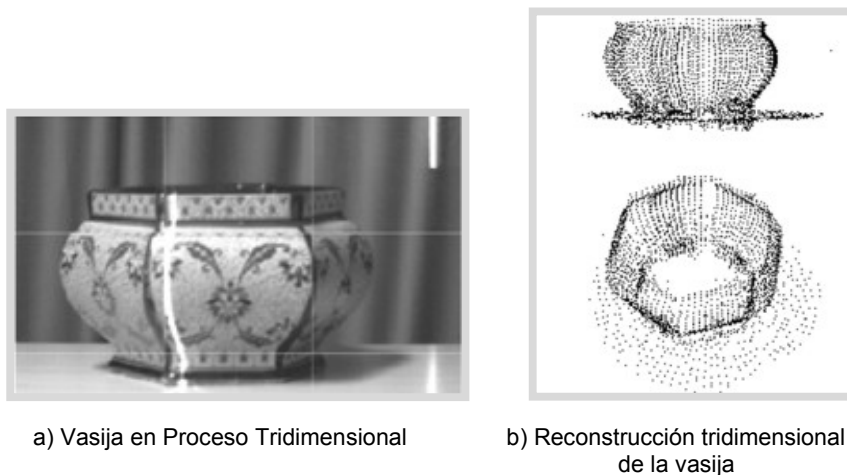 a) Vasija en Proceso Tridimensional
b) Reconstrucción tridimensional
de la vasija